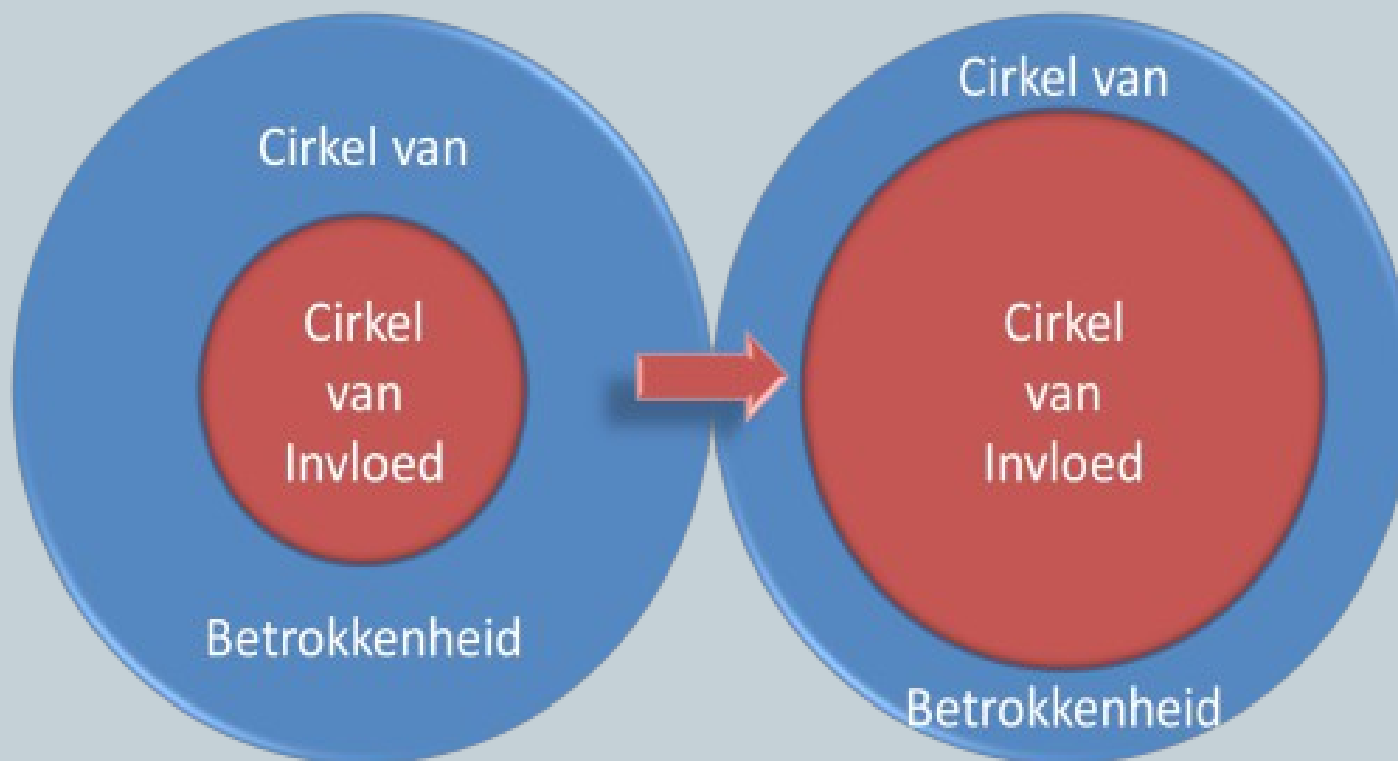 Cirkel van
Cirkel
van
Invloed
Betrokkenheid
Cirkel van
Cirkel
van
Invloed
Betrokkenheid